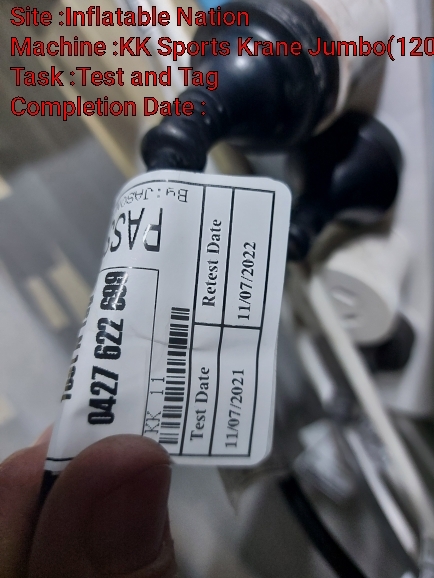 Site :Inflatable Nation
Machine :KK Sports Krane Jumbo(120
Task :Test and Tag
Completion Date :
PASS
By:JASON
0427 622 699
KK 11
Test Date
11/07/2021
Retest Date
11/07/2022